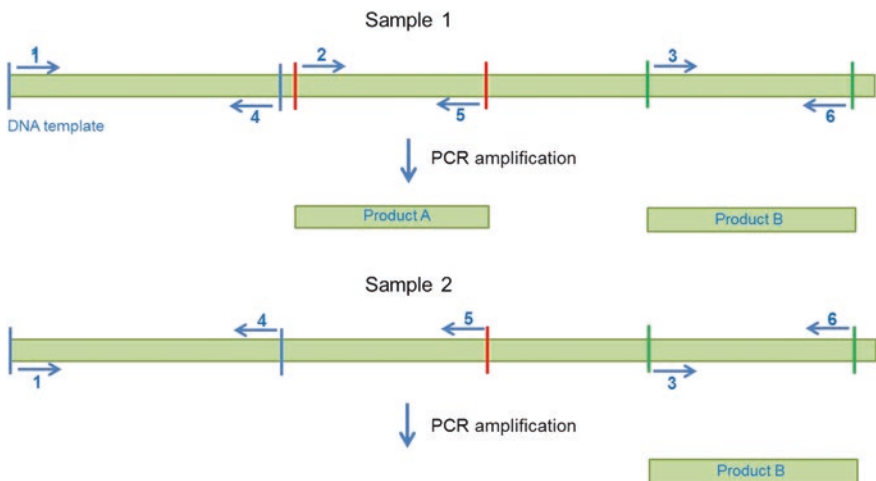 Sample 1
1 2 3
4 5 6
DNA template
PCR amplification
Product A Product B
Sample 2
4 5 6
1 3
PCR amplification
Product B